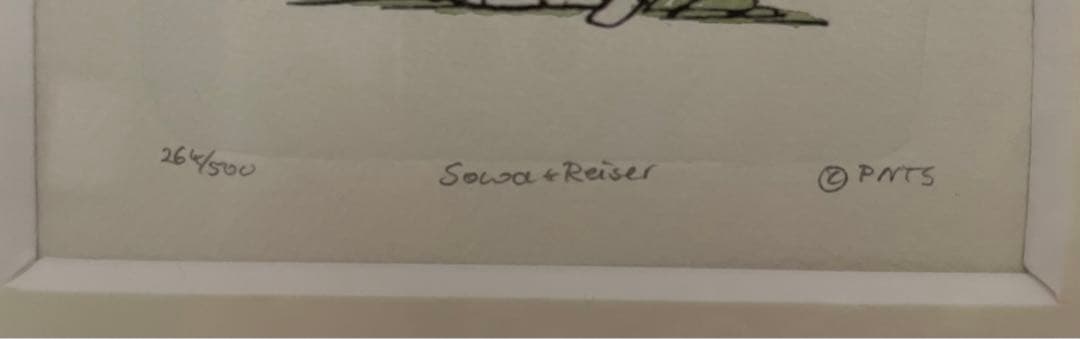 264/500 Sowa + Reiser © PNTS